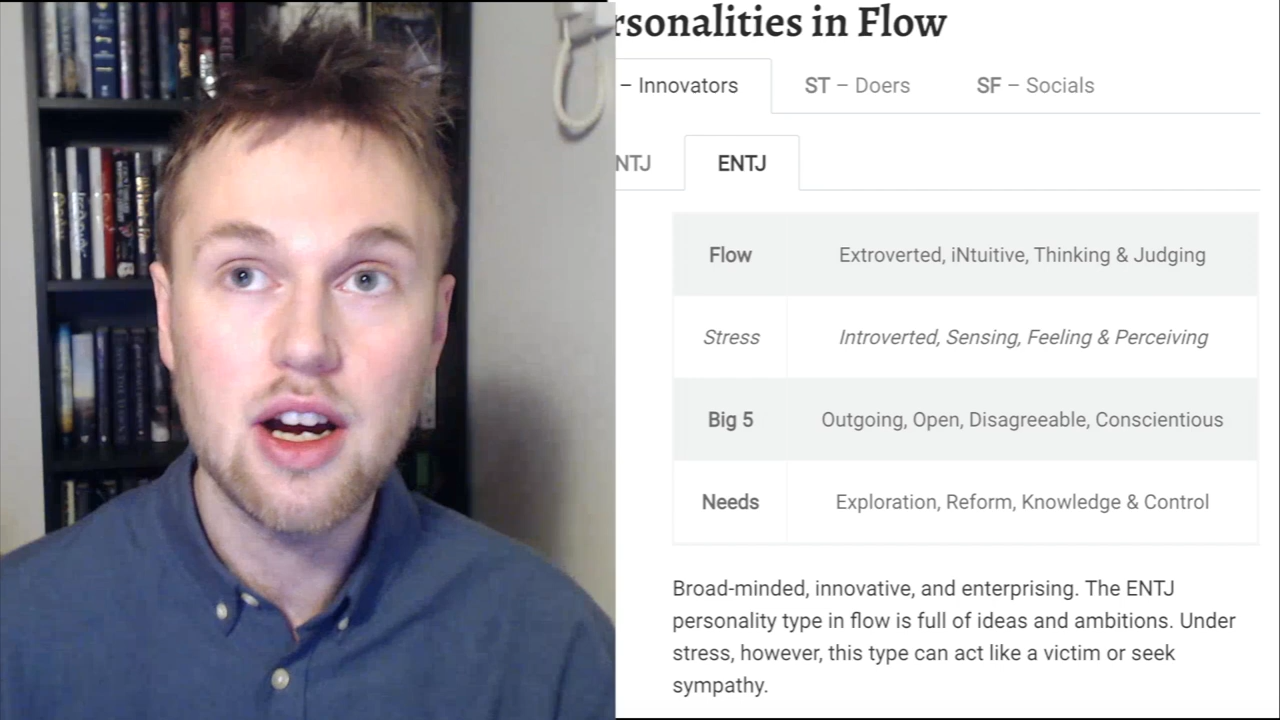 rsonalities in Flow
– Innovators
ST – Doers
SF – Socials
NTJ
ENTJ
Flow
Extroverted, iNtuitive, Thinking & Judging
Stress
Introverted, Sensing, Feeling & Perceiving
Big 5
Outgoing, Open, Disagreeable, Conscientious
Needs
Exploration, Reform, Knowledge & Control
Broad-minded, innovative, and enterprising. The ENTJ
personality type in flow is full of ideas and ambitions. Under
stress, however, this type can act like a victim or seek
sympathy.